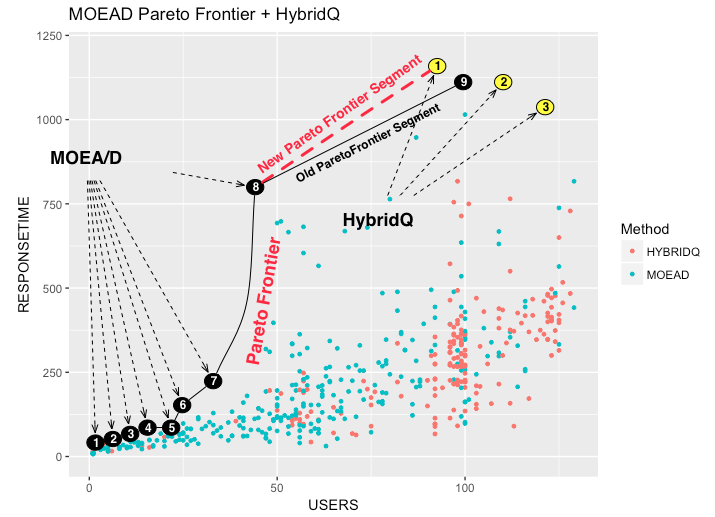 MOEAD Pareto Frontier + HybridQ
1250
1000
750
500
250
0
RESPONSETIME
0
50
100
USERS
MOEA/D
New Pareto Frontier Segment
Old ParetoFrontier Segment
HybridQ
Pareto Frontier
1
2
3
4
5
6
7
8
9
1
2
3
Method
HYBRIDQ
MOEAD